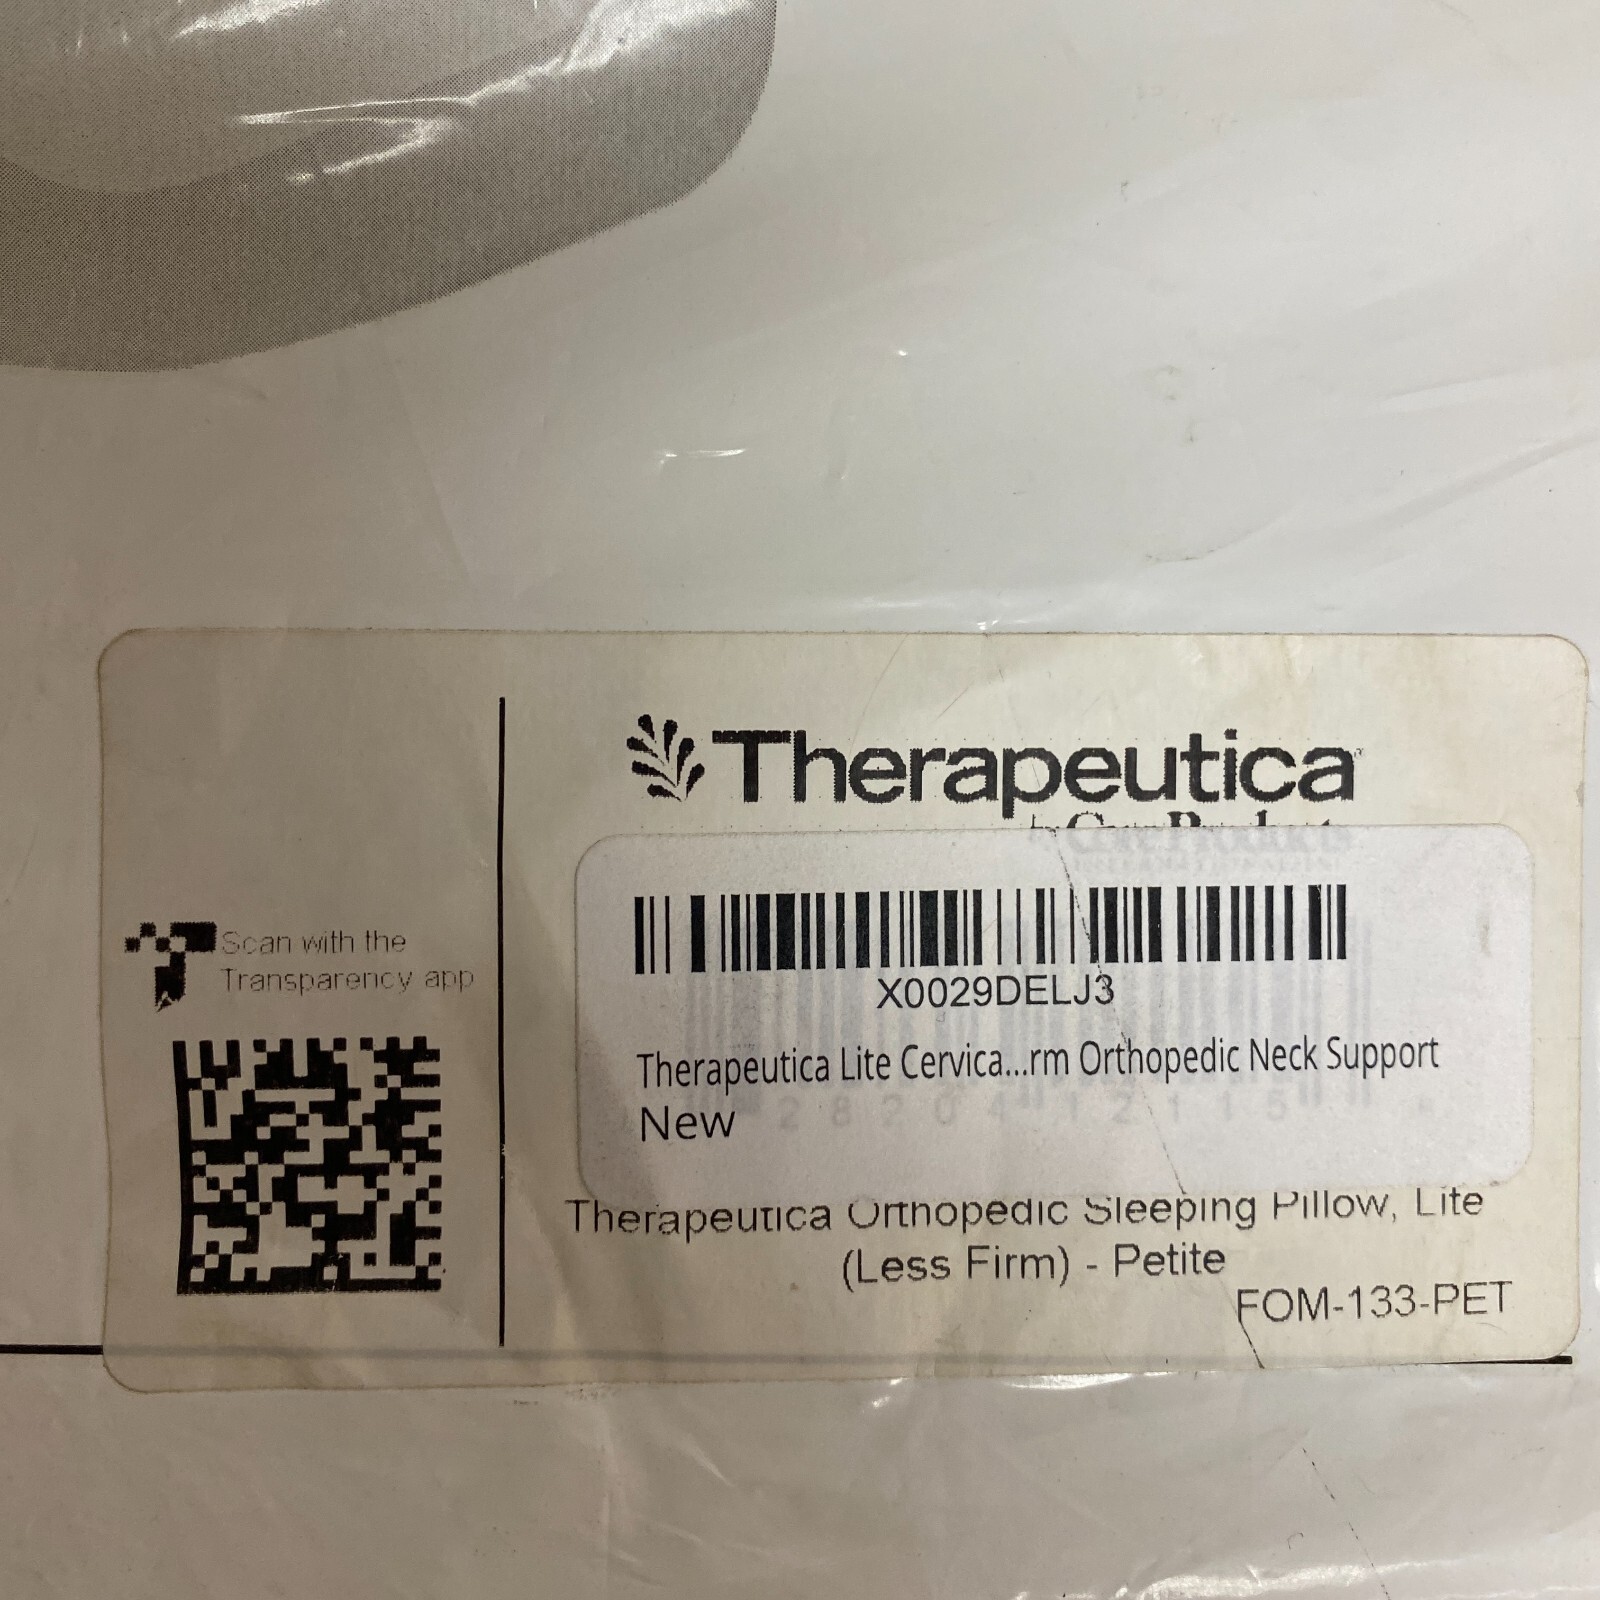 Therapeutica
Scan with the
Transparency app
X0029DELJ3
Therapeutica Lite Cervica...rm Orthopedic Neck Support
New
Therapeutica Orthopedic Sleeping Pillow, Lite
(Less Firm) - Petite
FOM-133-PET